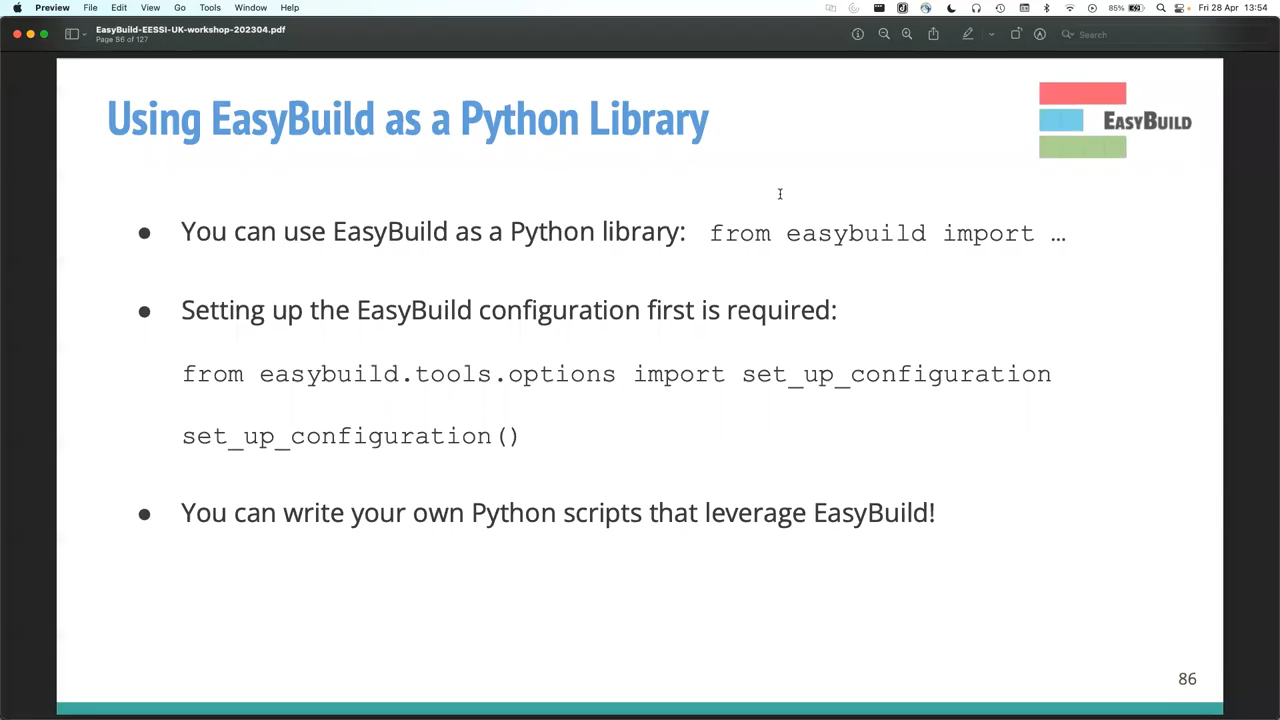 Preview File Edit View Go Tools Window Help 85% Fri 28 Apr 13:54
EasyBuild-EESSI-UK-workshop-202304.pdf
Page 86 of 127
Search
Using EasyBuild as a Python Library
EASYBUILD
● You can use EasyBuild as a Python library: from easybuild import …
● Setting up the EasyBuild configuration first is required:
from easybuild.tools.options import set_up_configuration
set_up_configuration()
● You can write your own Python scripts that leverage EasyBuild!
86